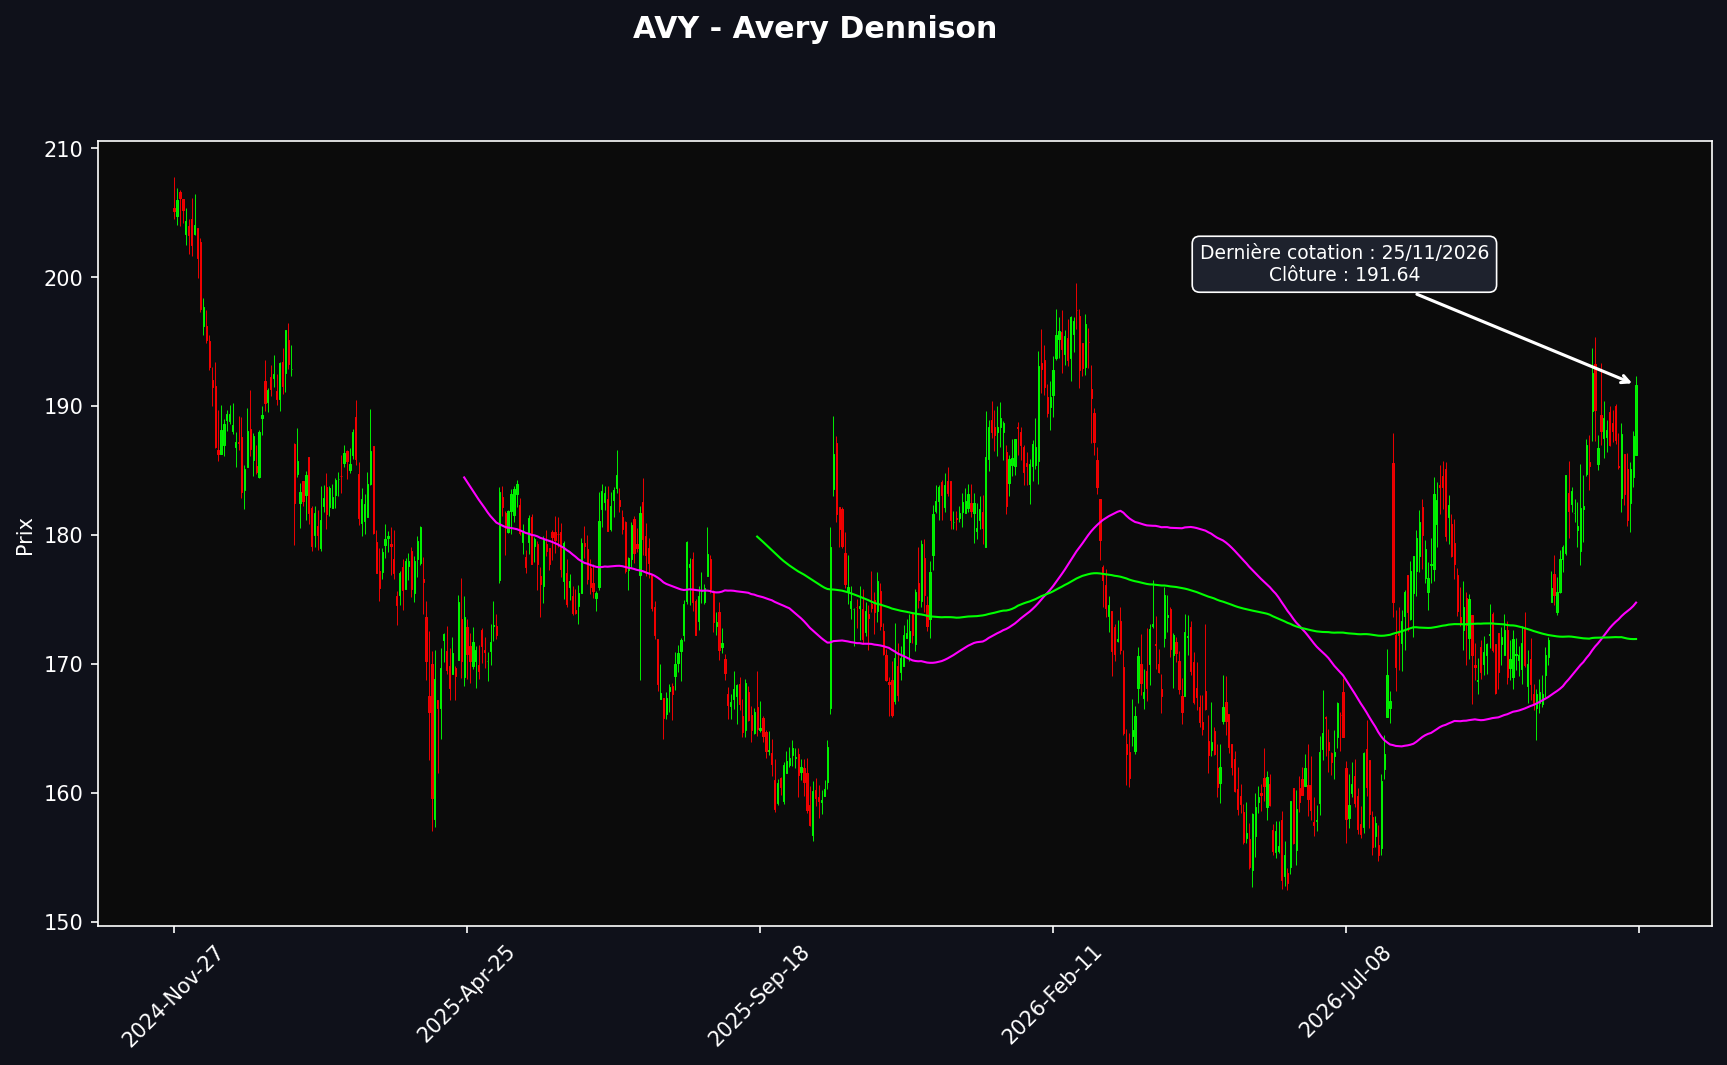 AVY - Avery Dennison
210
200
190
180
170
160
150
Prix
Dernière cotation : 25/11/2026
Clôture : 191.64
2024-Nov-27
2025-Apr-25
2025-Sep-18
2026-Feb-11
2026-Jul-08